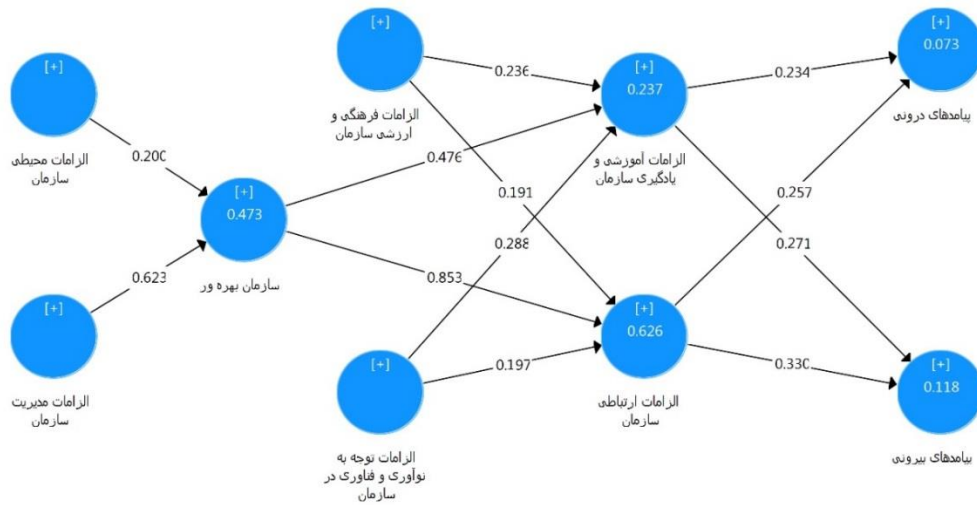 [+]
الزامات محیطی
سازمان
[+]
الزامات مدیریت
سازمان
0.200
0.623
[+]
0.473
سازمان بهره ور
[+]
الزامات فرهنگی و
ارزشی سازمان
[+]
الزامات توجه به
نوآوری و فناوری در
سازمان
0.236
0.476
0.191
0.288
0.853
0.197
[+]
0.237
الزامات آموزشی و
یادگیری سازمان
[+]
0.626
الزامات ارتباطی
سازمان
0.234
0.257
0.271
0.330
[+]
0.073
پیامدهای درونی
[+]
0.118
پیامدهای بیرونی